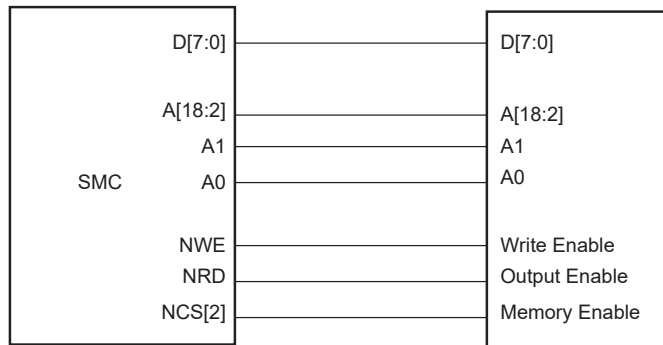 D[7:0] D[7:0]
A[18:2] A[18:2]
A1 A1
SMC A0 A0
NWE Write Enable
NRD Output Enable
NCS[2] Memory Enable